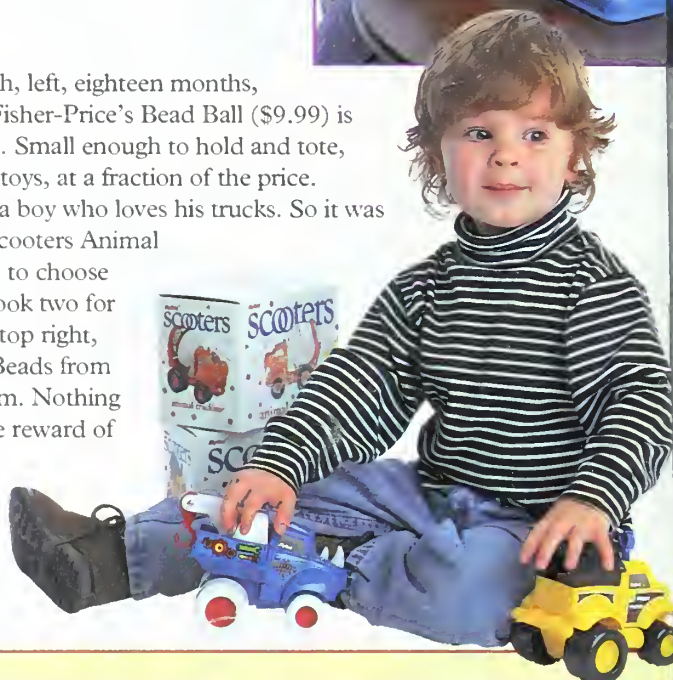 h, left, eighteen months,
Fisher-Price's Bead Ball ($9.99) is
. Small enough to hold and tote,
toys, at a fraction of the price.
a boy who loves his trucks. So it was
cooters Animal
to choose
ook two for
top right,
Beads from
m. Nothing
e reward of
scooters
scooters
animal
SC